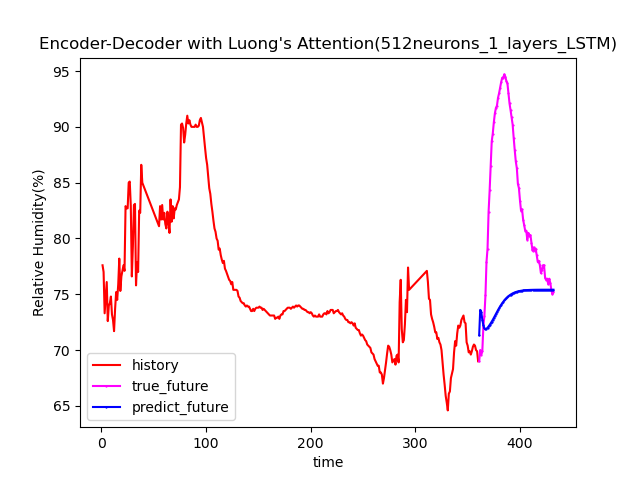 Encoder-Decoder with Luong's Attention(512neurons_1_layers_LSTM)
95
90
85
80
75
70
65
Relative Humidity(%)
history
true_future
predict_future
0 100 200 300 400
time